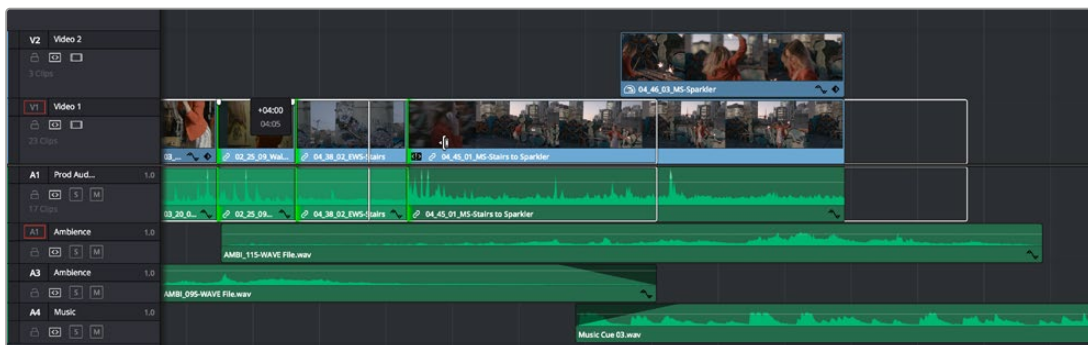 V2 Video 2
3 Clips
04_46_03_MS-Sparkler
V1 Video 1
23 Clips
+04:00
04:05
03_...
02_25_09_Wal...
04_38_02_EWS-Stairs
04_45_01_MS-Stairs to Sparkler
A1 Prod Aud... 1.0
S M
17 Clips
03_20_0...
02_25_09...
04_38_02_EWS-Stairs
04_45_01_MS-Stairs to Sparkler
A1 Ambience 1.0
S M
AMBI_11S-WAVE File.wav
A3 Ambience 1.0
S M
AMBI_09S-WAVE File.wav
A4 Music 1.0
S M
Music Cue 03.wav